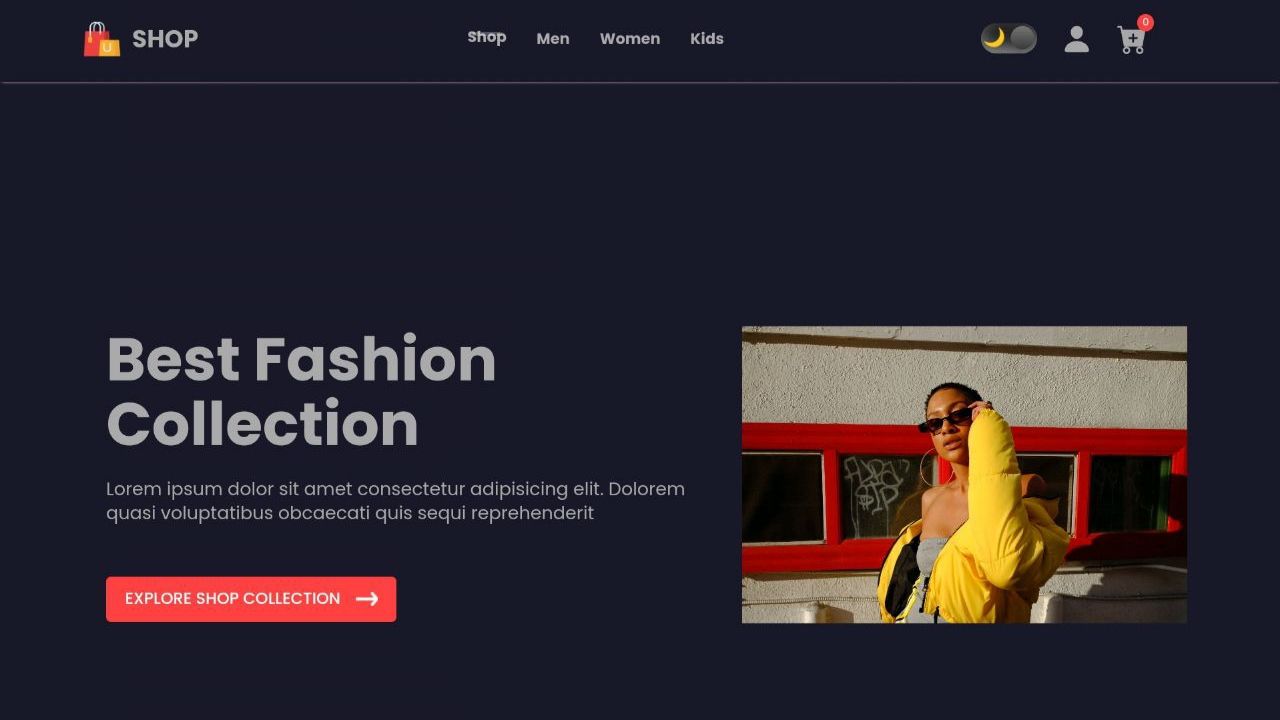 SHOP
Shop Men Women Kids
0
Best Fashion
Collection
Lorem ipsum dolor sit amet consectetur adipisicing elit. Dolorem
quasi voluptatibus obcaecati quis sequi reprehenderit
EXPLORE SHOP COLLECTION